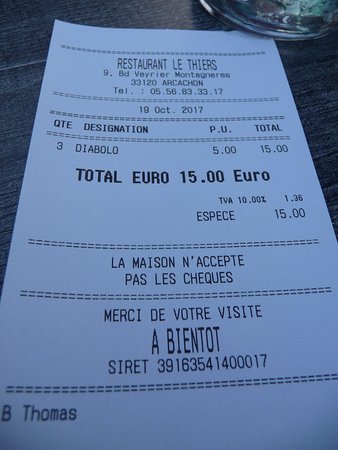 RESTAURANT LE THIERS
9, Bd Veyrier Montagneres
33120 ARCACHON
Tel. : 05.56.83.33.17
19 Oct. 2017
QTE DESIGNATION P.U. TOTAL
3 DIABOLO 5.00 15.00
TOTAL EURO 15.00 Euro
TVA 10.00% 1.36
ESPECE 15.00
LA MAISON N'ACCEPTE
PAS LES CHEQUES
MERCI DE VOTRE VISITE
A BIENTOT
SIRET 39163541400017
B Thomas